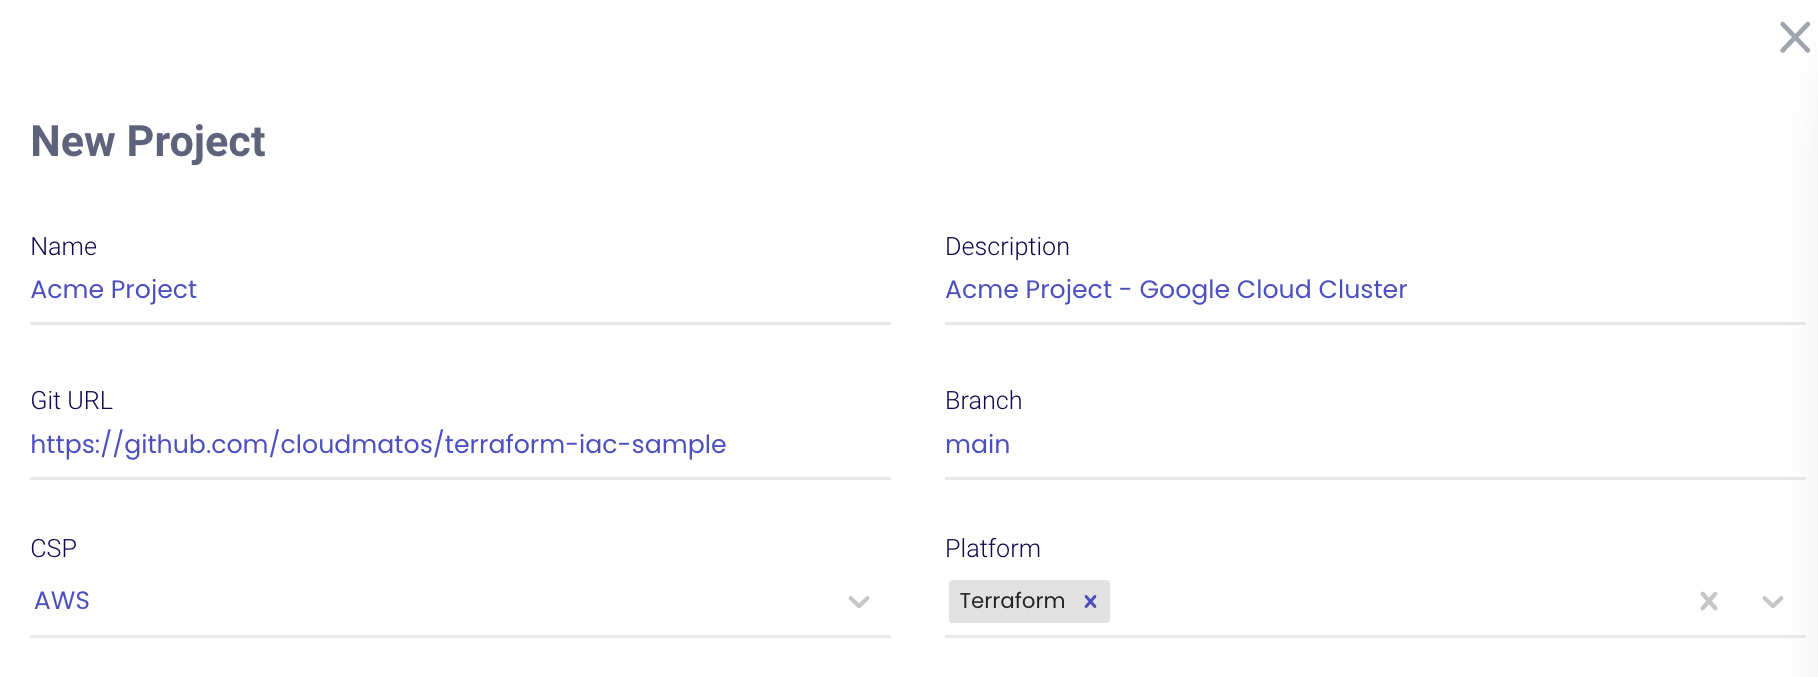 New Project
Name
Acme Project
Description
Acme Project - Google Cloud Cluster
Git URL
https://github.com/cloudmatos/terraform-iac-sample
Branch
main
CSP
AWS
Platform
Terraform